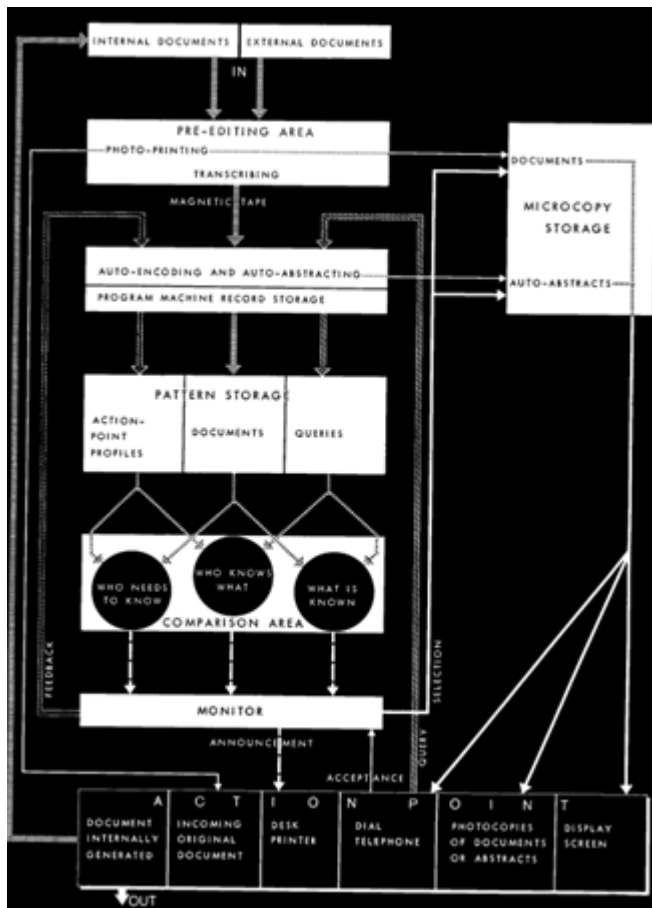 INTERNAL DOCUMENTS
EXTERNAL DOCUMENTS
IN
PRE-EDITING AREA
PHOTO-PRINTING
TRANSCRIBING
MAGNETIC TAPE
DOCUMENTS
MICROCOPY
STORAGE
AUTO-ABSTRACTS
AUTO-ENCODING AND AUTO-ABSTRACTING
PROGRAM MACHINE RECORD STORAGE
PATTERN STORAGE
ACTION-
POINT
PROFILES
DOCUMENTS
QUERIES
WHO NEEDS
TO KNOW
WHO KNOWS
WHAT
WHAT IS
KNOWN
COMPARISON AREA
FEEDBACK
SELECTION
MONITOR
ANNOUNCEMENT
QUERY
ACCEPTANCE
ACTION POINT
DOCUMENT
INTERNALLY
GENERATED
INCOMING
ORIGINAL
DOCUMENT
DESK
PRINTER
DIAL
TELEPHONE
PHOTOCOPIES
OF DOCUMENTS
OR ABSTRACTS
DISPLAY
SCREEN
OUT